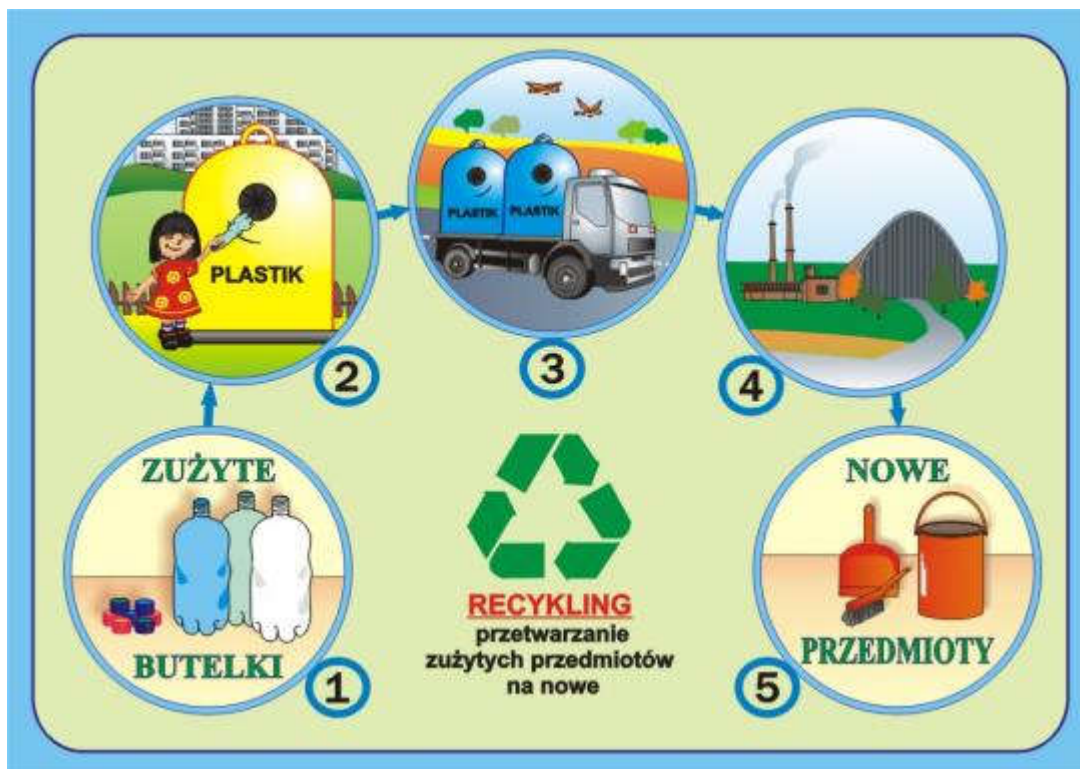 ZUŻYTE
BUTELKI
1
PLASTIK
2
PLASTIK PLASTIK
3
4
NOWE
PRZEDMIOTY
5
RECYKLING
przetwarzanie
zużytych przedmiotów
na nowe